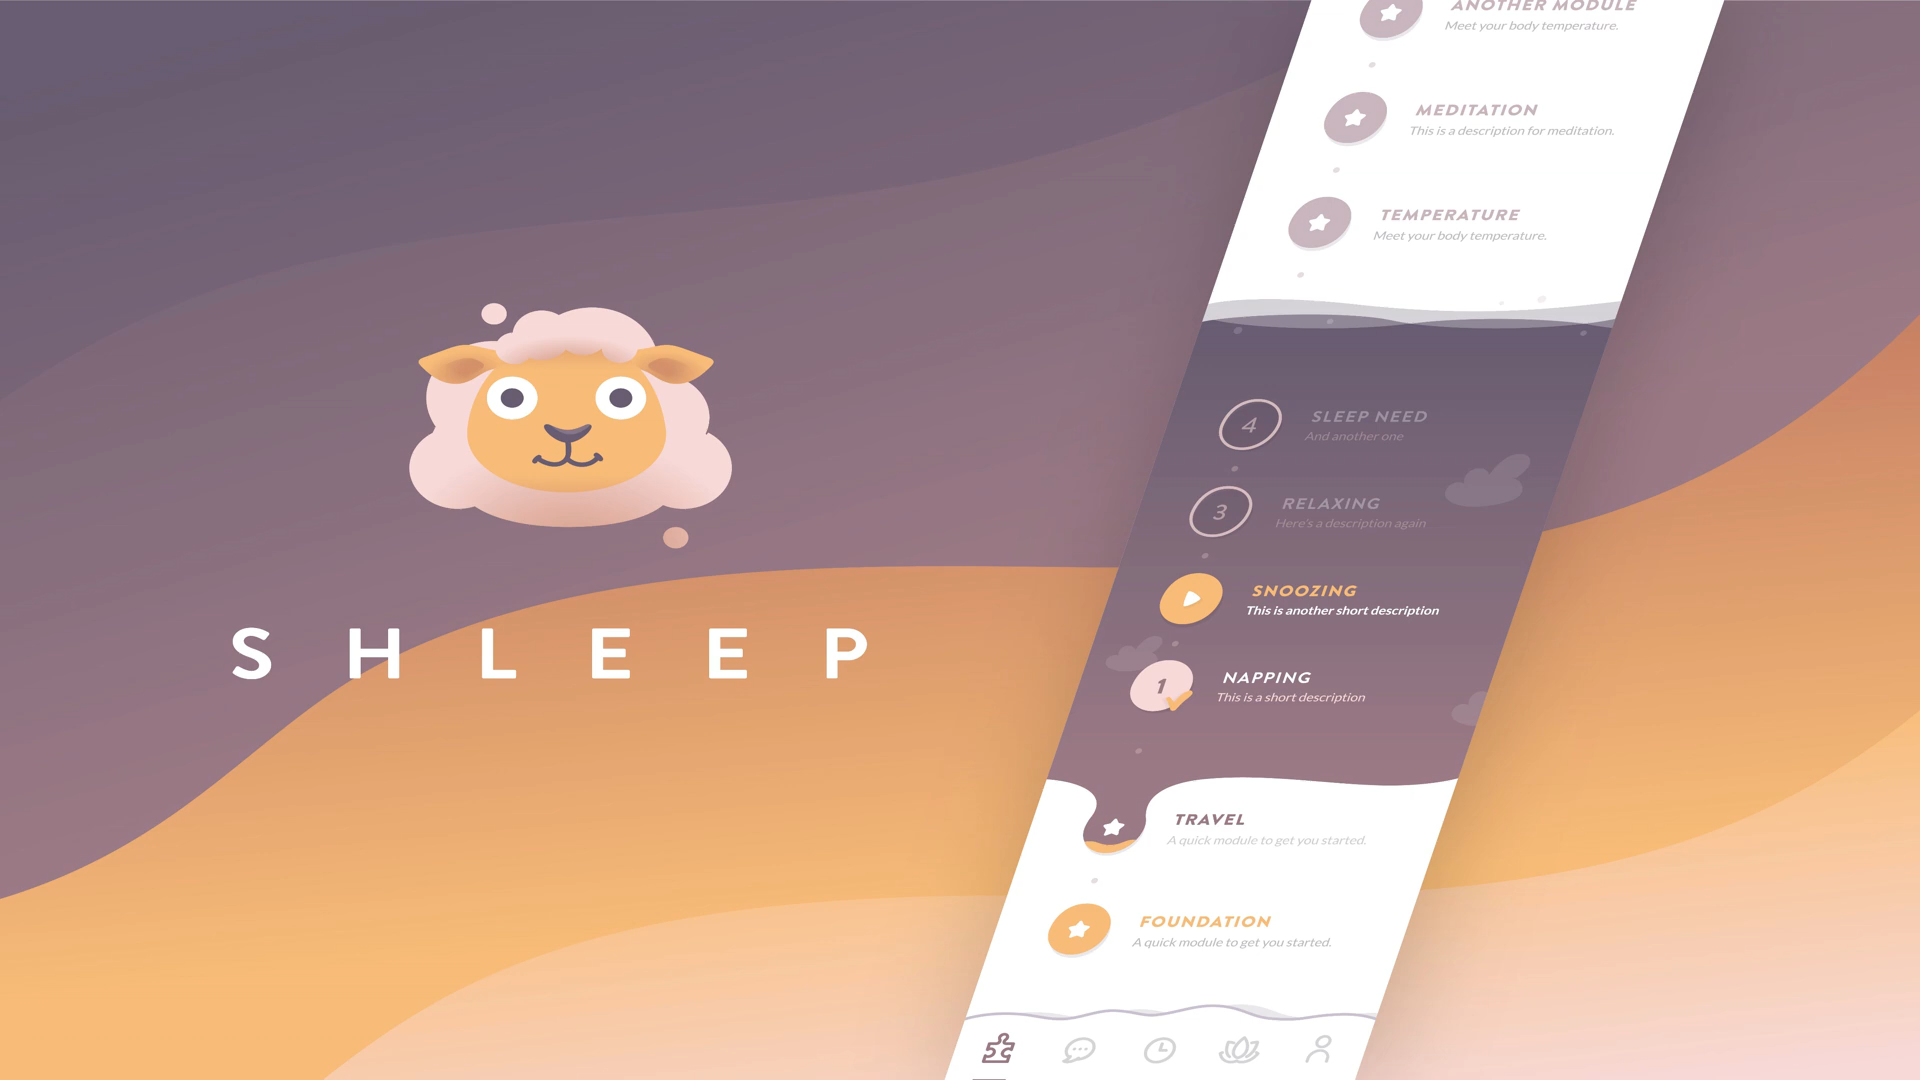 SHLEEP
ANOTHER MODULE
Meet your body temperature.
MEDITATION
This is a description for meditation.
TEMPERATURE
Meet your body temperature.
4
SLEEP NEED
And another one
3
RELAXING
Here's a description again
SNOOZING
This is another short description
1
NAPPING
This is a short description
TRAVEL
A quick module to get you started.
FOUNDATION
A quick module to get you started.